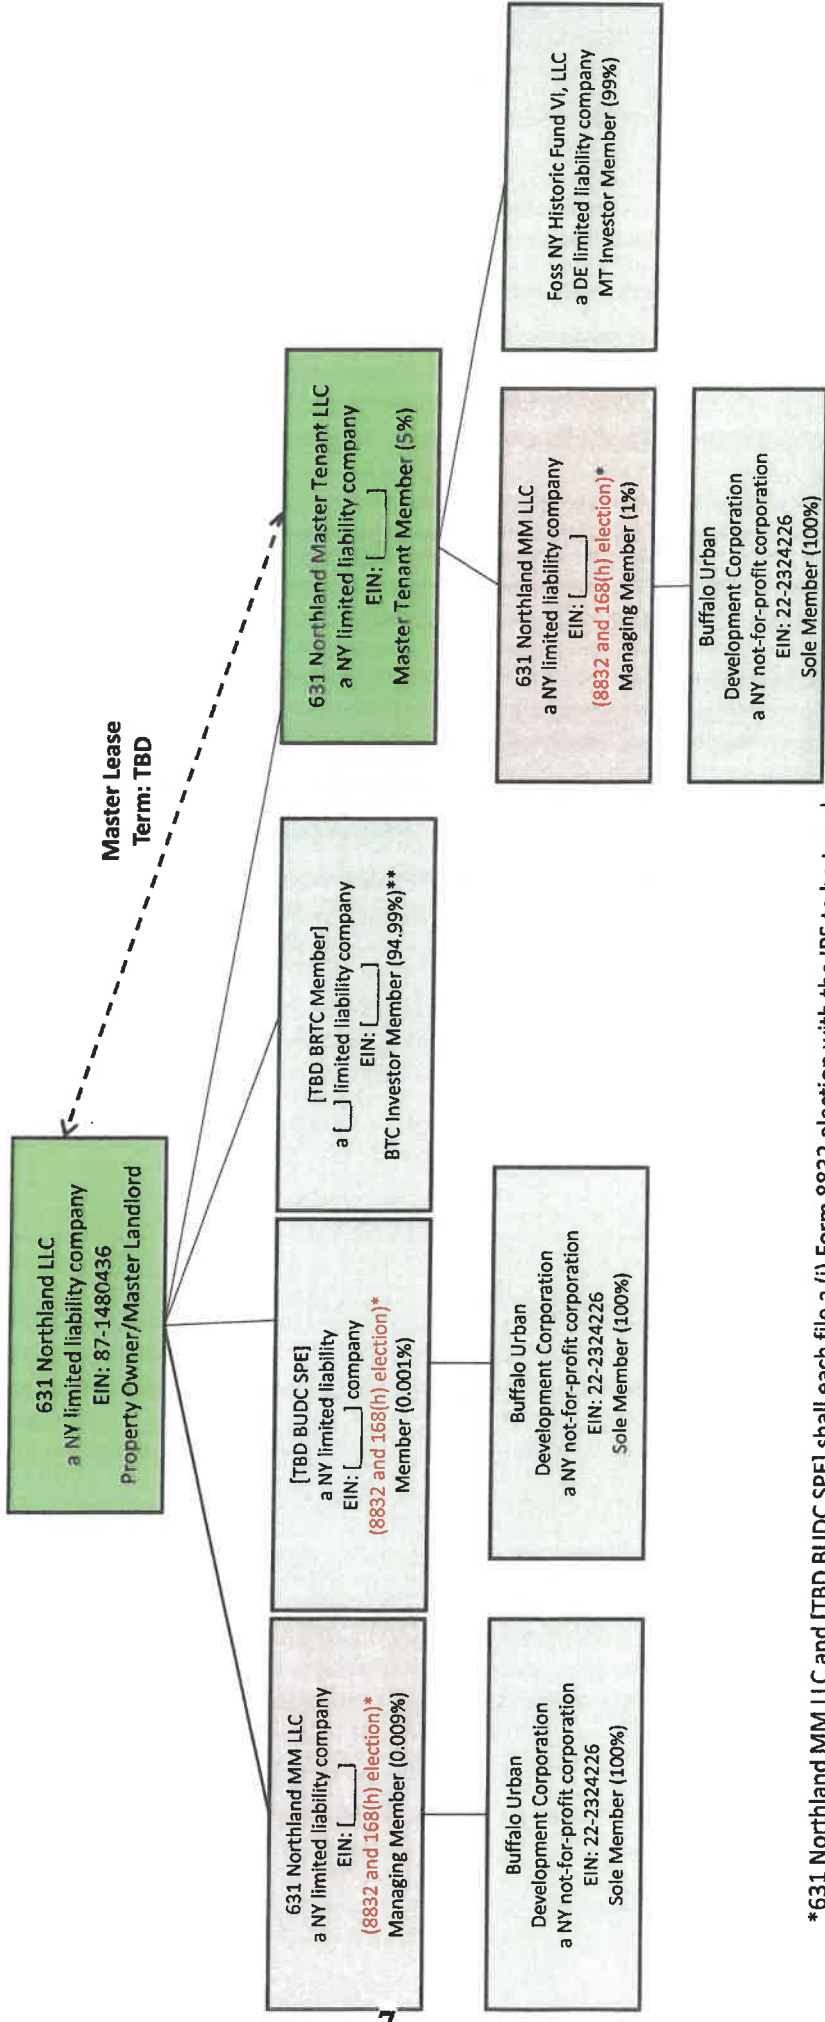 631 Northland LLC
a NY limited liability company
EIN: 87-1480436
Property Owner/Master Landlord
Master Lease
Term: TBD
631 Northland MM LLC
a NY limited liability company
EIN: [_____]
(8832 and 168(h) election)*
Managing Member (0.009%)
[TBD BUDC SPE]
a NY limited liability
EIN: [_____] company
(8832 and 168(h) election)*
Member (0.001%)
[TBD BRTC Member]
a [__] limited liability company
EIN: [_____]
BTC Investor Member (94.99%)**
631 Northland Master Tenant LLC
a NY limited liability company
EIN: [_____]
Master Tenant Member (5%)
Buffalo Urban
Development Corporation
a NY not-for-profit corporation
EIN: 22-2324226
Sole Member (100%)
Buffalo Urban
Development Corporation
a NY not-for-profit corporation
EIN: 22-2324226
Sole Member (100%)
631 Northland MM LLC
a NY limited liability company
EIN: [_____]
(8832 and 168(h) election)*
Managing Member (1%)
Foss NY Historic Fund VI, LLC
a DE limited liability company
MT Investor Member (99%)
Buffalo Urban
Development Corporation
a NY not-for-profit corporation
EIN: 22-2324226
Sole Member (100%)
*631 Northland MM LLC and [TBD BUDC SPE] shall each file a (i) Form 8832 election with the IRS to be